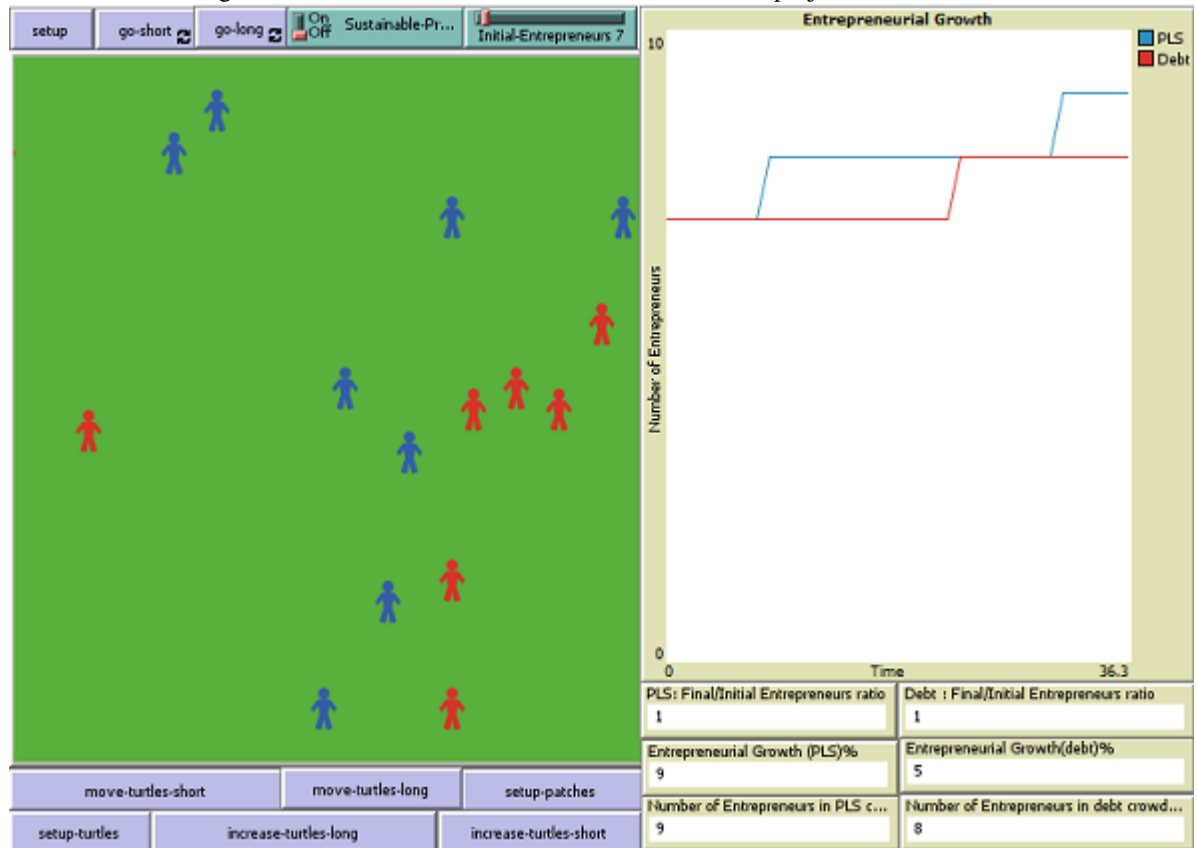 setup
go-short
go-long
On
Off
Sustainable-Pr...
Initial-Entrepreneurs 7
Entrepreneurial Growth
10
PLS
Debt
Number of Entrepreneurs
0
0
Time
36.3
PLS: Final/Initial Entrepreneurs ratio
1
Debt : Final/Initial Entrepreneurs ratio
1
Entrepreneurial Growth (PLS)%
9
Entrepreneurial Growth(debt)%
5
Number of Entrepreneurs in PLS c...
9
Number of Entrepreneurs in debt crowd...
8
move-turtles-short
move-turtles-long
setup-patches
setup-turtles
increase-turtles-long
increase-turtles-short